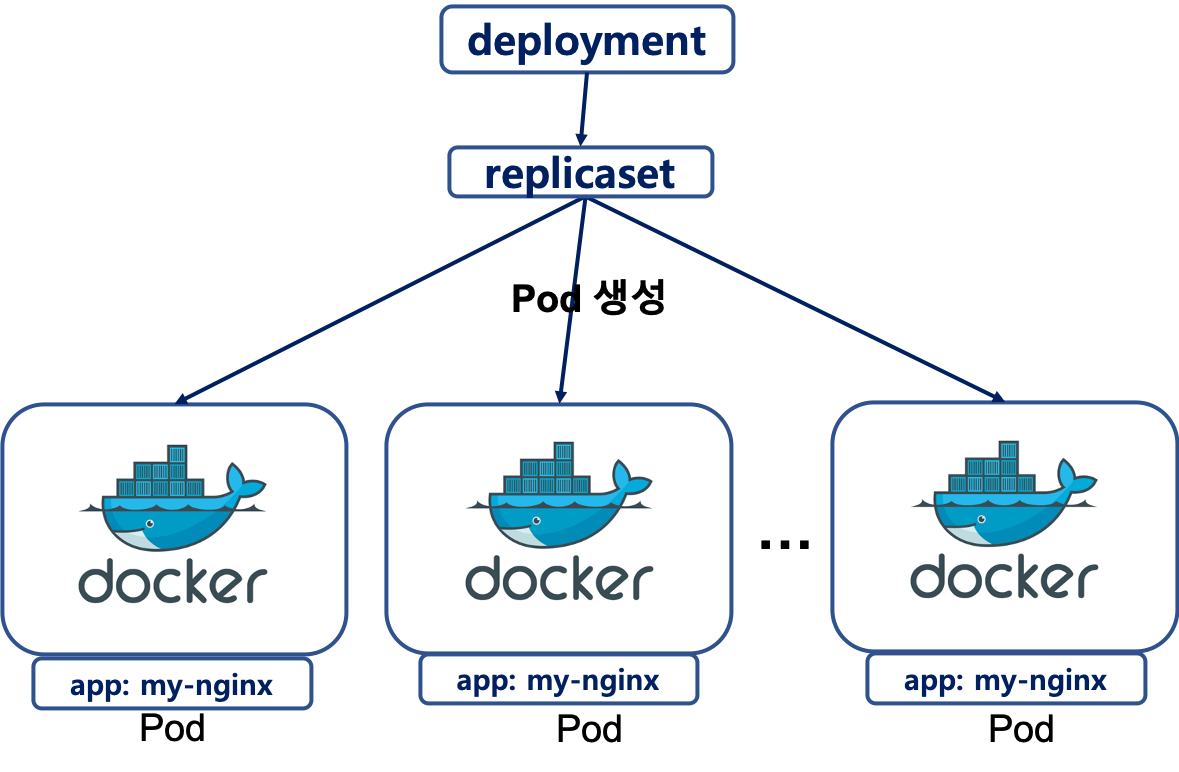 deployment
replicaset
Pod 생성
docker
docker
...
docker
app: my-nginx
app: my-nginx
app: my-nginx
Pod
Pod
Pod